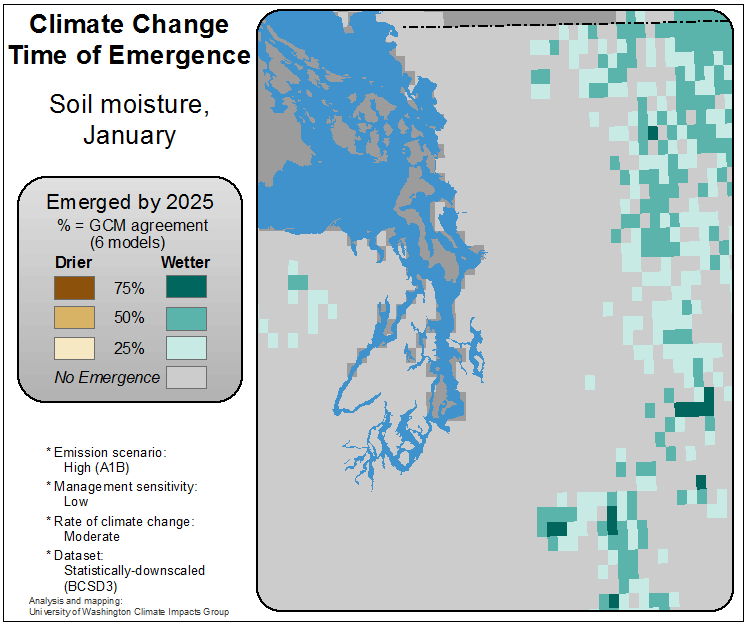 Climate Change
Time of Emergence
Soil moisture,
January
Emerged by 2025
% = GCM agreement
(6 models)
Drier Wetter
75%
50%
25%
No Emergence
* Emission scenario:
High (A1B)
* Management sensitivity:
Low
* Rate of climate change:
Moderate
* Dataset:
Statistically-downscaled
(BCSD3)
Analysis and mapping:
University of Washington Climate Impacts Group